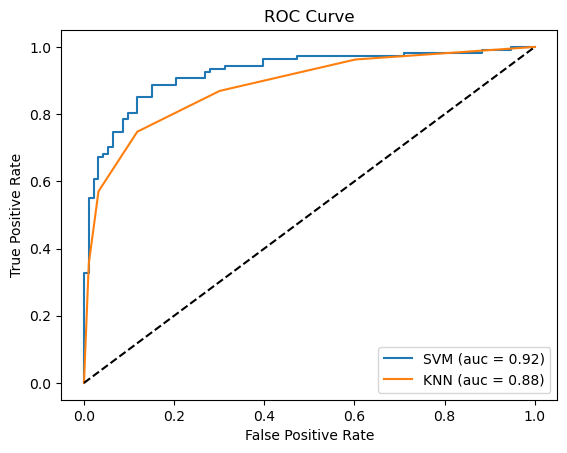 ROC Curve
True Positive Rate
1.0
0.8
0.6
0.4
0.2
0.0
0.0 0.2 0.4 0.6 0.8 1.0
False Positive Rate
SVM (auc = 0.92)
KNN (auc = 0.88)